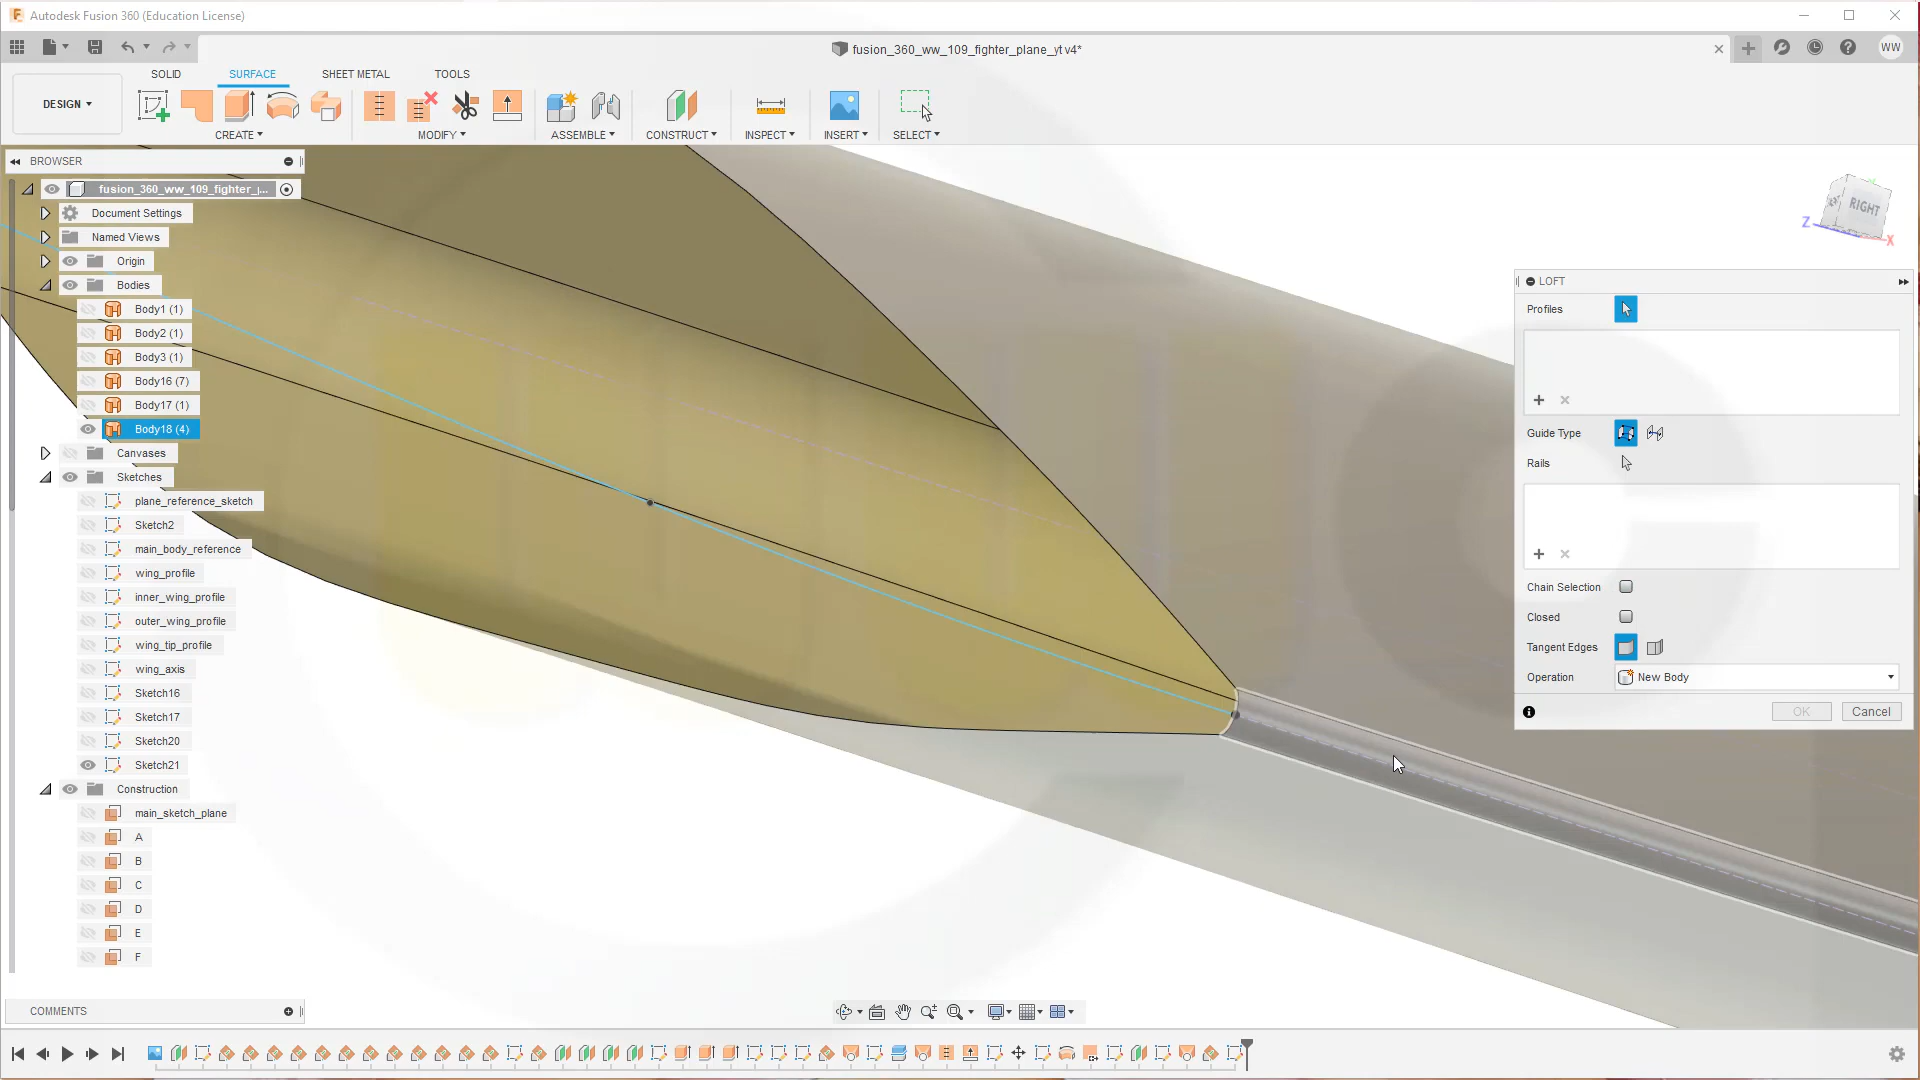 Autodesk Fusion 360 (Education License)
fusion_360_ww_109_fighter_plane_yt v4*
WW
DESIGN
SOLID
SURFACE
SHEET METAL
TOOLS
CREATE
MODIFY
ASSEMBLE
CONSTRUCT
INSPECT
INSERT
SELECT
BROWSER
fusion_360_ww_109_fighter_p...
Document Settings
Named Views
Origin
Bodies
Body1 (1)
Body2 (1)
Body3 (1)
Body16 (7)
Body17 (1)
Body18 (4)
Canvases
Sketches
plane_reference_sketch
Sketch2
main_body_reference
wing_profile
inner_wing_profile
outer_wing_profile
wing_tip_profile
wing_axis
Sketch16
Sketch17
Sketch20
Sketch21
Construction
main_sketch_plane
A
B
C
D
E
F
COMMENTS
RIGHT
Z
X
LOFT
Profiles
Guide Type
Rails
Chain Selection
Closed
Tangent Edges
Operation
New Body
OK
Cancel